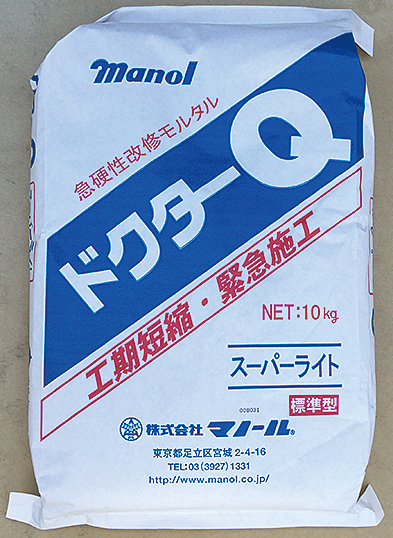 manol
急硬性改修モルタル
ドクターQ
工期短縮・緊急施工
NET:10kg
スーパーライト
標準型
008031
株式会社マノール®
東京都足立区宮城2-4-16
TEL:03(3927)1331
http://www.manol.co.jp/